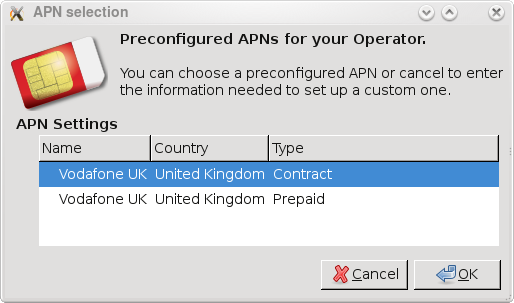 APN selection
Preconfigured APNs for your Operator.
You can choose a preconfigured APN or cancel to enter
the information needed to set up a custom one.
APN Settings
Name Country Type
Vodafone UK United Kingdom Contract
Vodafone UK United Kingdom Prepaid
Cancel OK